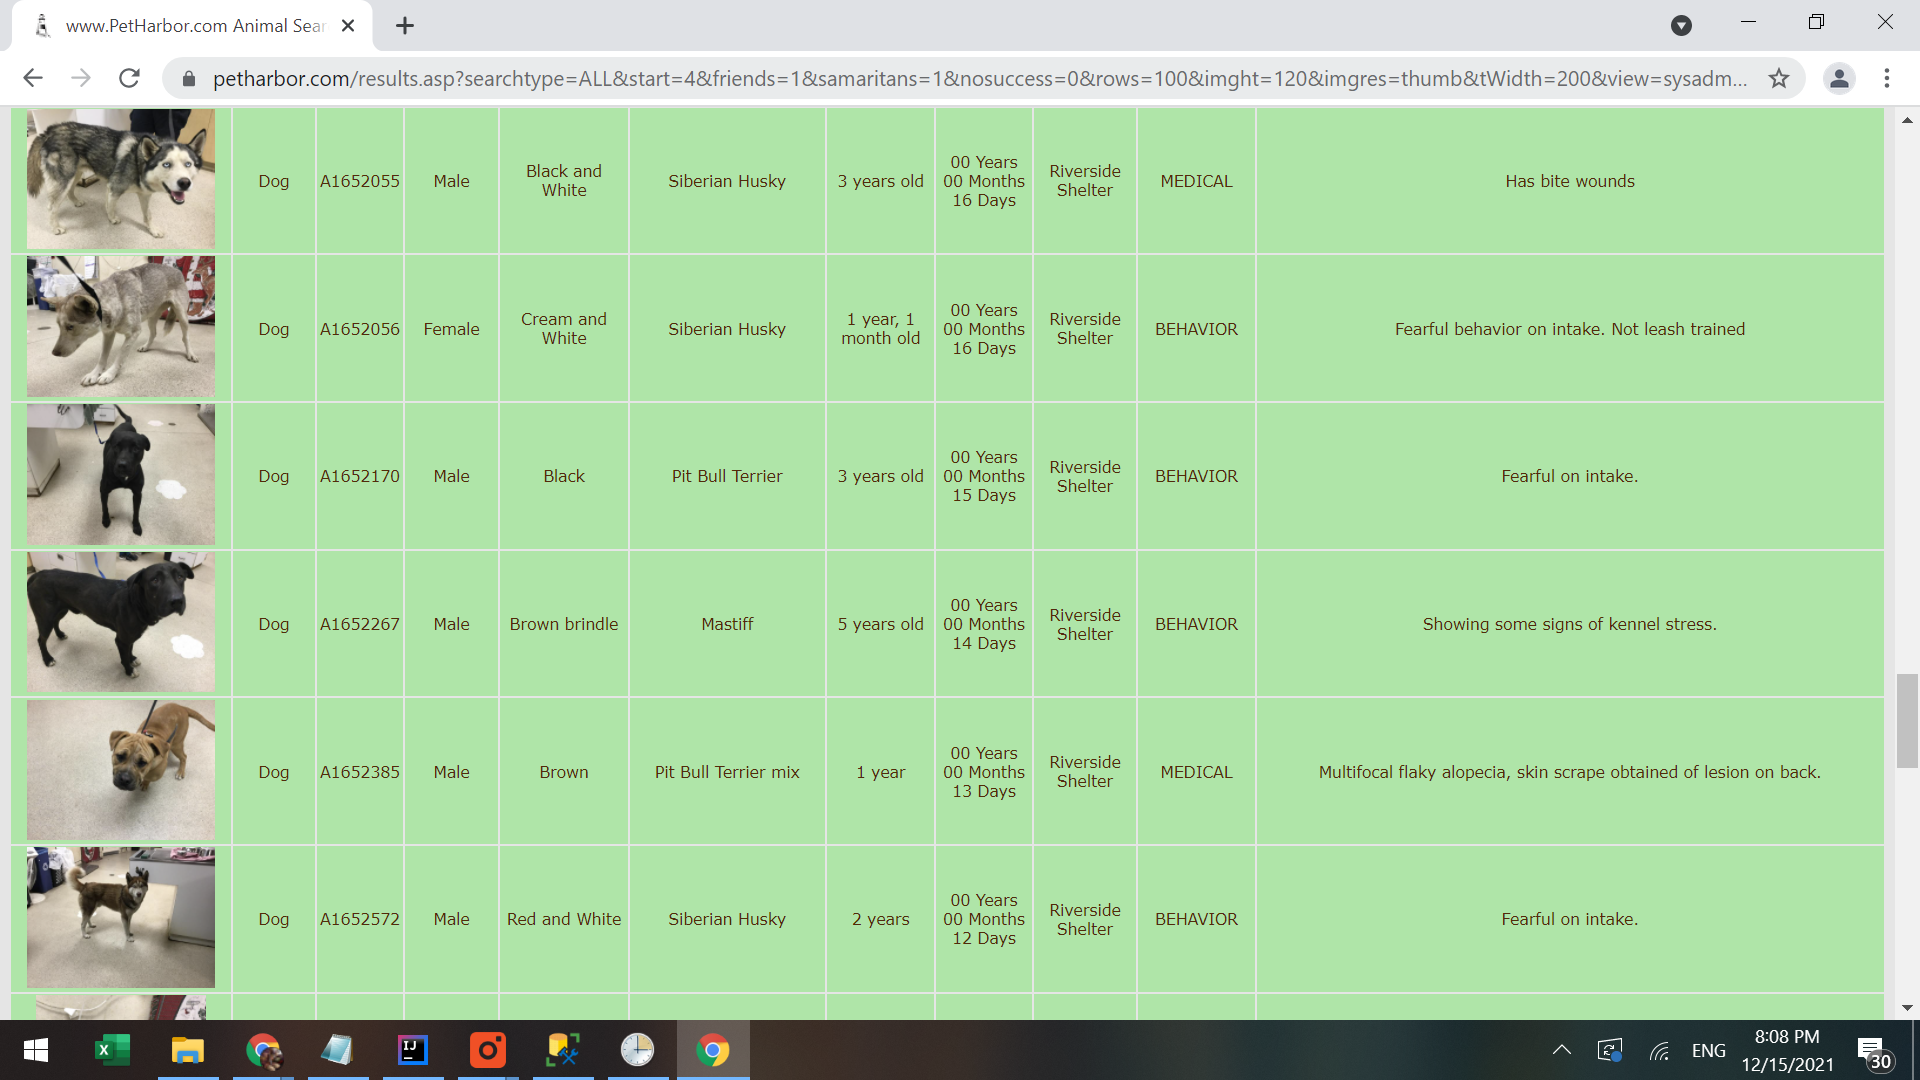 www.PetHarbor.com Animal Sear
petharbor.com/results.asp?searchtype=ALL&start=4&friends=1&samaritans=1&nosuccess=0&rows=100&imght=120&imgres=thumb&tWidth=200&view=sysadm...
Dog
A1652055
Male
Black and
White
Siberian Husky
3 years old
00 Years
00 Months
16 Days
Riverside
Shelter
MEDICAL
Has bite wounds
Dog
A1652056
Female
Cream and
White
Siberian Husky
1 year, 1
month old
00 Years
00 Months
16 Days
Riverside
Shelter
BEHAVIOR
Fearful behavior on intake. Not leash trained
Dog
A1652170
Male
Black
Pit Bull Terrier
3 years old
00 Years
00 Months
15 Days
Riverside
Shelter
BEHAVIOR
Fearful on intake.
Dog
A1652267
Male
Brown brindle
Mastiff
5 years old
00 Years
00 Months
14 Days
Riverside
Shelter
BEHAVIOR
Showing some signs of kennel stress.
Dog
A1652385
Male
Brown
Pit Bull Terrier mix
1 year
00 Years
00 Months
13 Days
Riverside
Shelter
MEDICAL
Multifocal flaky alopecia, skin scrape obtained of lesion on back.
Dog
A1652572
Male
Red and White
Siberian Husky
2 years
00 Years
00 Months
12 Days
Riverside
Shelter
BEHAVIOR
Fearful on intake.
X
IJ
ENG
8:08 PM
12/15/2021
30